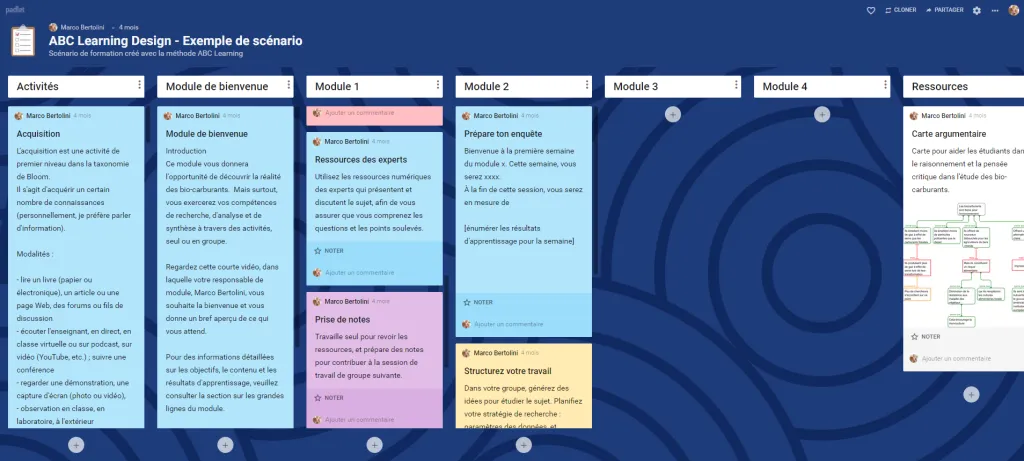 padlet
CLONER
PARTAGER
Marco Bertolini • 4 mois
ABC Learning Design - Exemple de scénario
Scénario de formation créé avec la méthode ABC Learning
Activités
Marco Bertolini 4 mois
Acquisition
L'acquisition est une activité de
premier niveau dans la taxonomie
de Bloom.
Il s'agit d'acquérir un certain
nombre de connaissances
(personnellement, je préfère parler
d'information).
Modalités :
- lire un livre (papier ou
électronique), un article ou une
page Web, des forums ou fils de
discussion
- écouter l'enseignant, en direct, en
classe virtuelle ou sur podcast, sur
vidéo (YouTube, etc.) ; suivre une
conférence
- regarder une démonstration, une
capture d'écran (photo ou vidéo),
- observation en classe, en
laboratoire, à l'extérieur
Module de bienvenue
Marco Bertolini 4 mois
Module de bienvenue
Introduction
Ce module vous donnera
l'opportunité de découvrir la réalité
des bio-carburants. Mais surtout,
vous exercerez vos compétences
de recherche, d'analyse et de
synthèse à travers des activités,
seul ou en groupe.
Regardez cette courte vidéo, dans
laquelle votre responsable de
module, Marco Bertolini, vous
souhaite la bienvenue et vous
donne un bref aperçu de ce qui
vous attend.
Pour des informations détaillées
sur les objectifs, le contenu et les
résultats d'apprentissage, veuillez
consulter la section sur les grandes
lignes du module.
Module 1
Ajouter un commentaire
Marco Bertolini 4 mois
Ressources des experts
Utilisez les ressources numériques
des experts qui présentent et
discutent le sujet, afin de vous
assurer que vous comprenez les
questions et les points soulevés.
NOTER
Ajouter un commentaire
Marco Bertolini 4 mois
Prise de notes
Travaille seul pour revoir les
ressources, et prépare des notes
pour contribuer à la session de
travail de groupe suivante.
NOTER
Ajouter un commentaire
Module 2
Marco Bertolini 4 mois
Prépare ton enquête
Bienvenue à la première semaine
du module x. Cette semaine, vous
serez xxxx.
À la fin de cette session, vous serez
en mesure de
[énumérer les résultats
d'apprentissage pour la semaine]
NOTER
Ajouter un commentaire
Marco Bertolini 4 mois
Structurez votre travail
Dans votre groupe, générez des
idées pour étudier le sujet. Planifiez
votre stratégie de recherche :
paramètres des données, et
Module 3
Module 4
Ressources
Marco Bertolini 4 mois
Carte argumentaire
Carte pour aider les étudiants dan
le raisonnement et la pensée
critique dans l'étude des bio-
carburants.
NOTER
Ajouter un commentaire